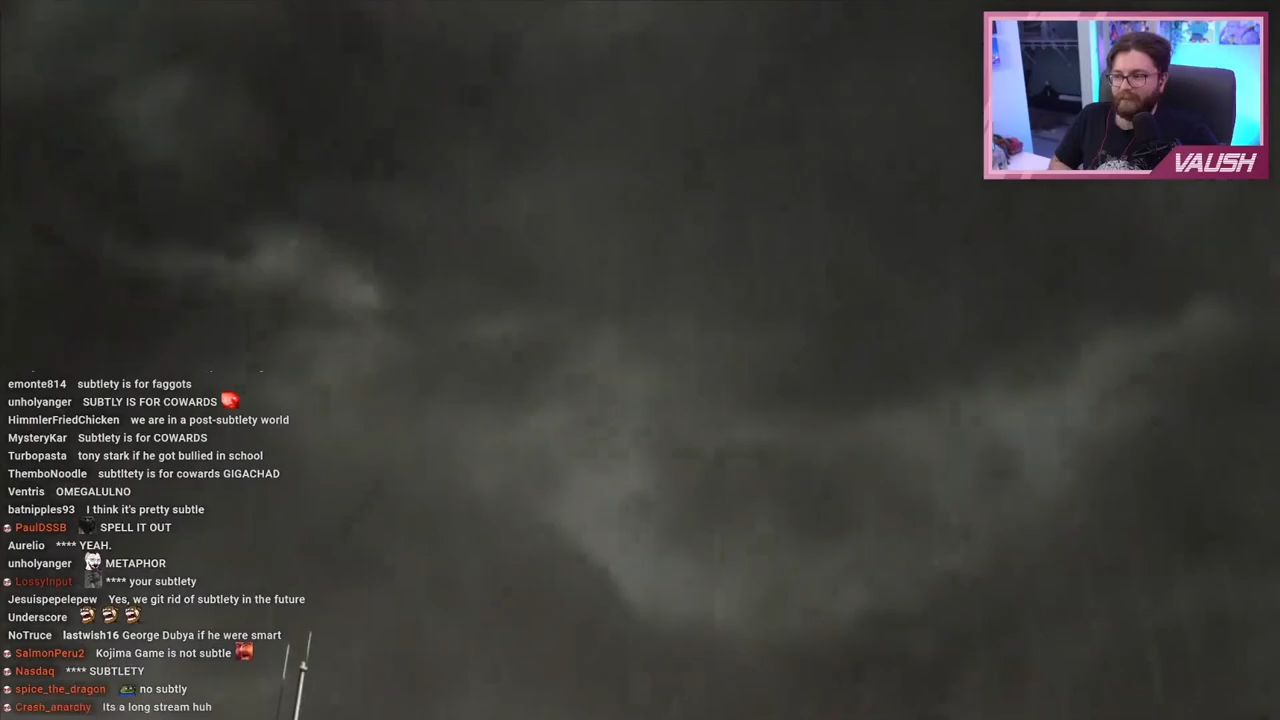 VAUSH
emonte814 subtlety is for faggots
unholyanger SUBTLY IS FOR COWARDS
HimmlerFriedChicken we are in a post-subtlety world
MysteryKar Subtlety is for COWARDS
Turbopasta tony stark if he got bullied in school
ThemboNoodle subtltety is for cowards GIGACHAD
Ventris OMEGALULNO
batnipples93 I think it's pretty subtle
PaulDSSB SPELL IT OUT
Aurelio **** YEAH.
unholyanger METAPHOR
LossyInput **** your subtlety
Jesuispepelepew Yes, we git rid of subtlety in the future
Underscore
NoTruce lastwish16 George Dubya if he were smart
SalmonPeru2 Kojima Game is not subtle
Nasdaq **** SUBTLETY
spice_the_dragon no subtly
Crash_anarchy Its a long stream huh